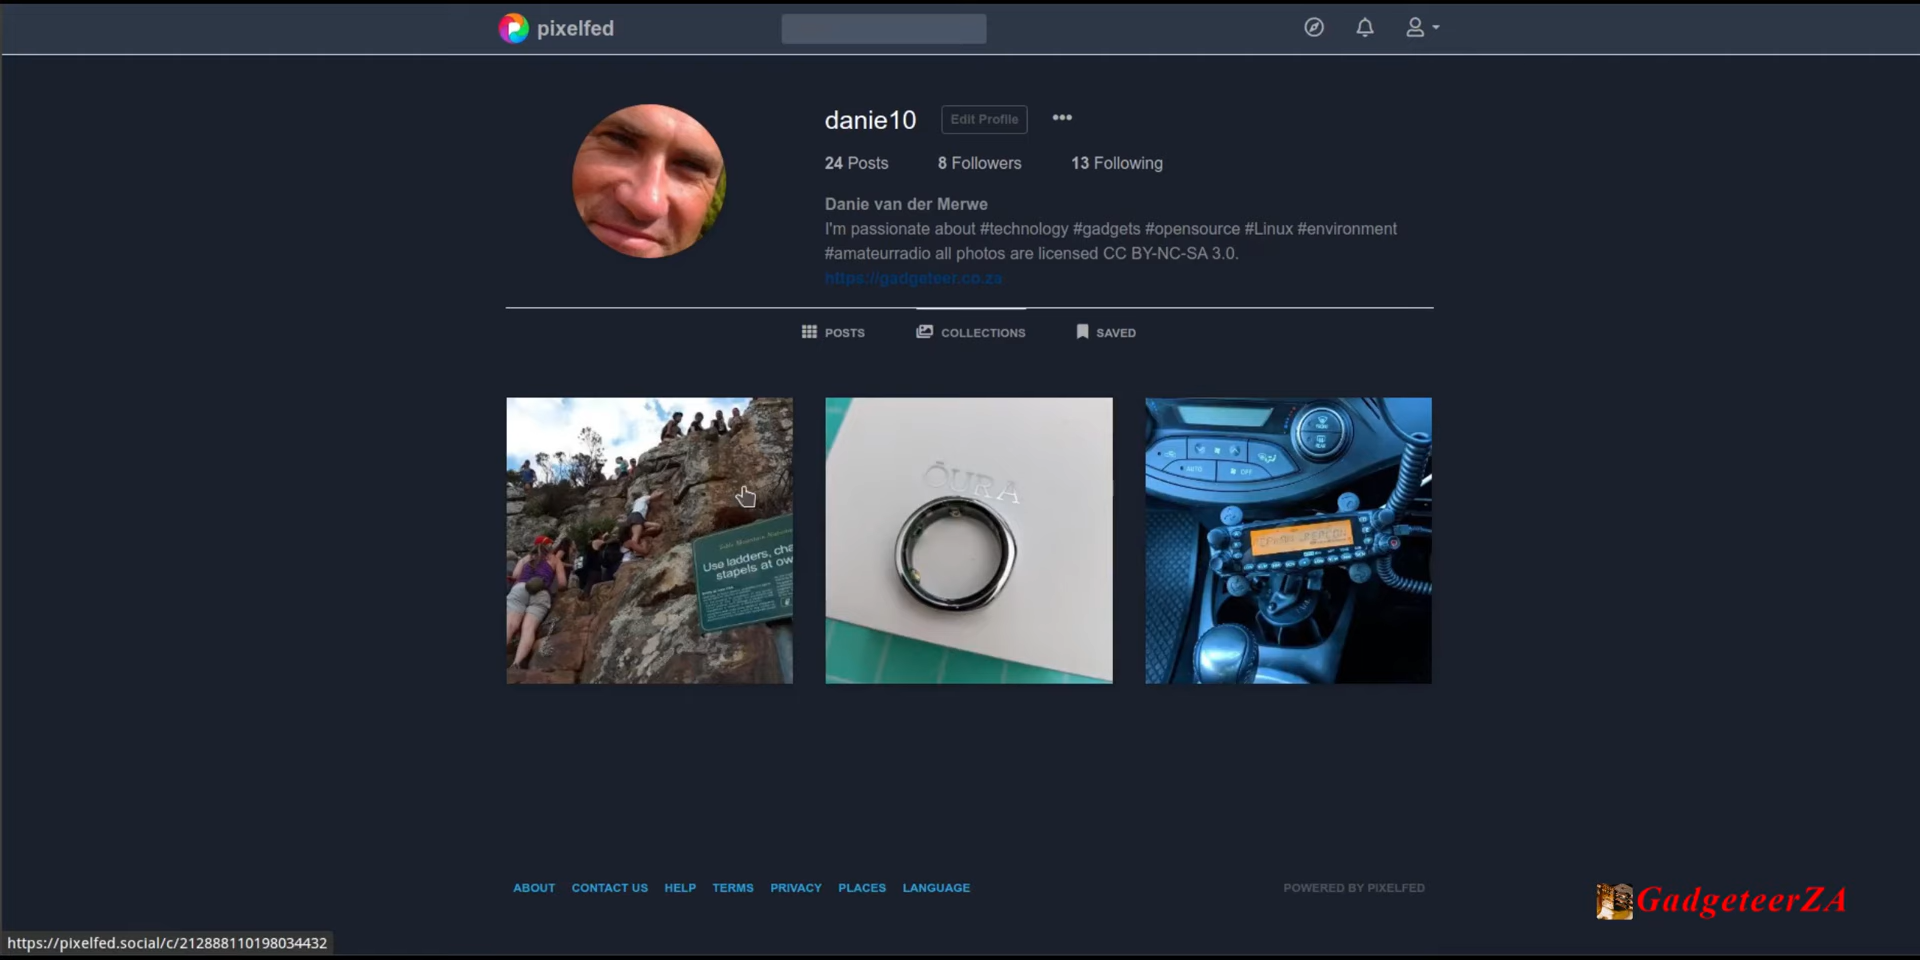 pixelfed
danie10 Edit Profile
24 Posts 8 Followers 13 Following
Danie van der Merwe
I'm passionate about #technology #gadgets #opensource #Linux #environment
#amateurradio all photos are licensed CC BY-NC-SA 3.0.
https://gadgeteer.co.za
POSTS COLLECTIONS SAVED
Use ladders, cha
stapels at ow
ŌURA
AUTO OFF
ABOUT CONTACT US HELP TERMS PRIVACY PLACES LANGUAGE
POWERED BY PIXELFED
GadgeteerZA
https://pixelfed.social/c/212888110198034432